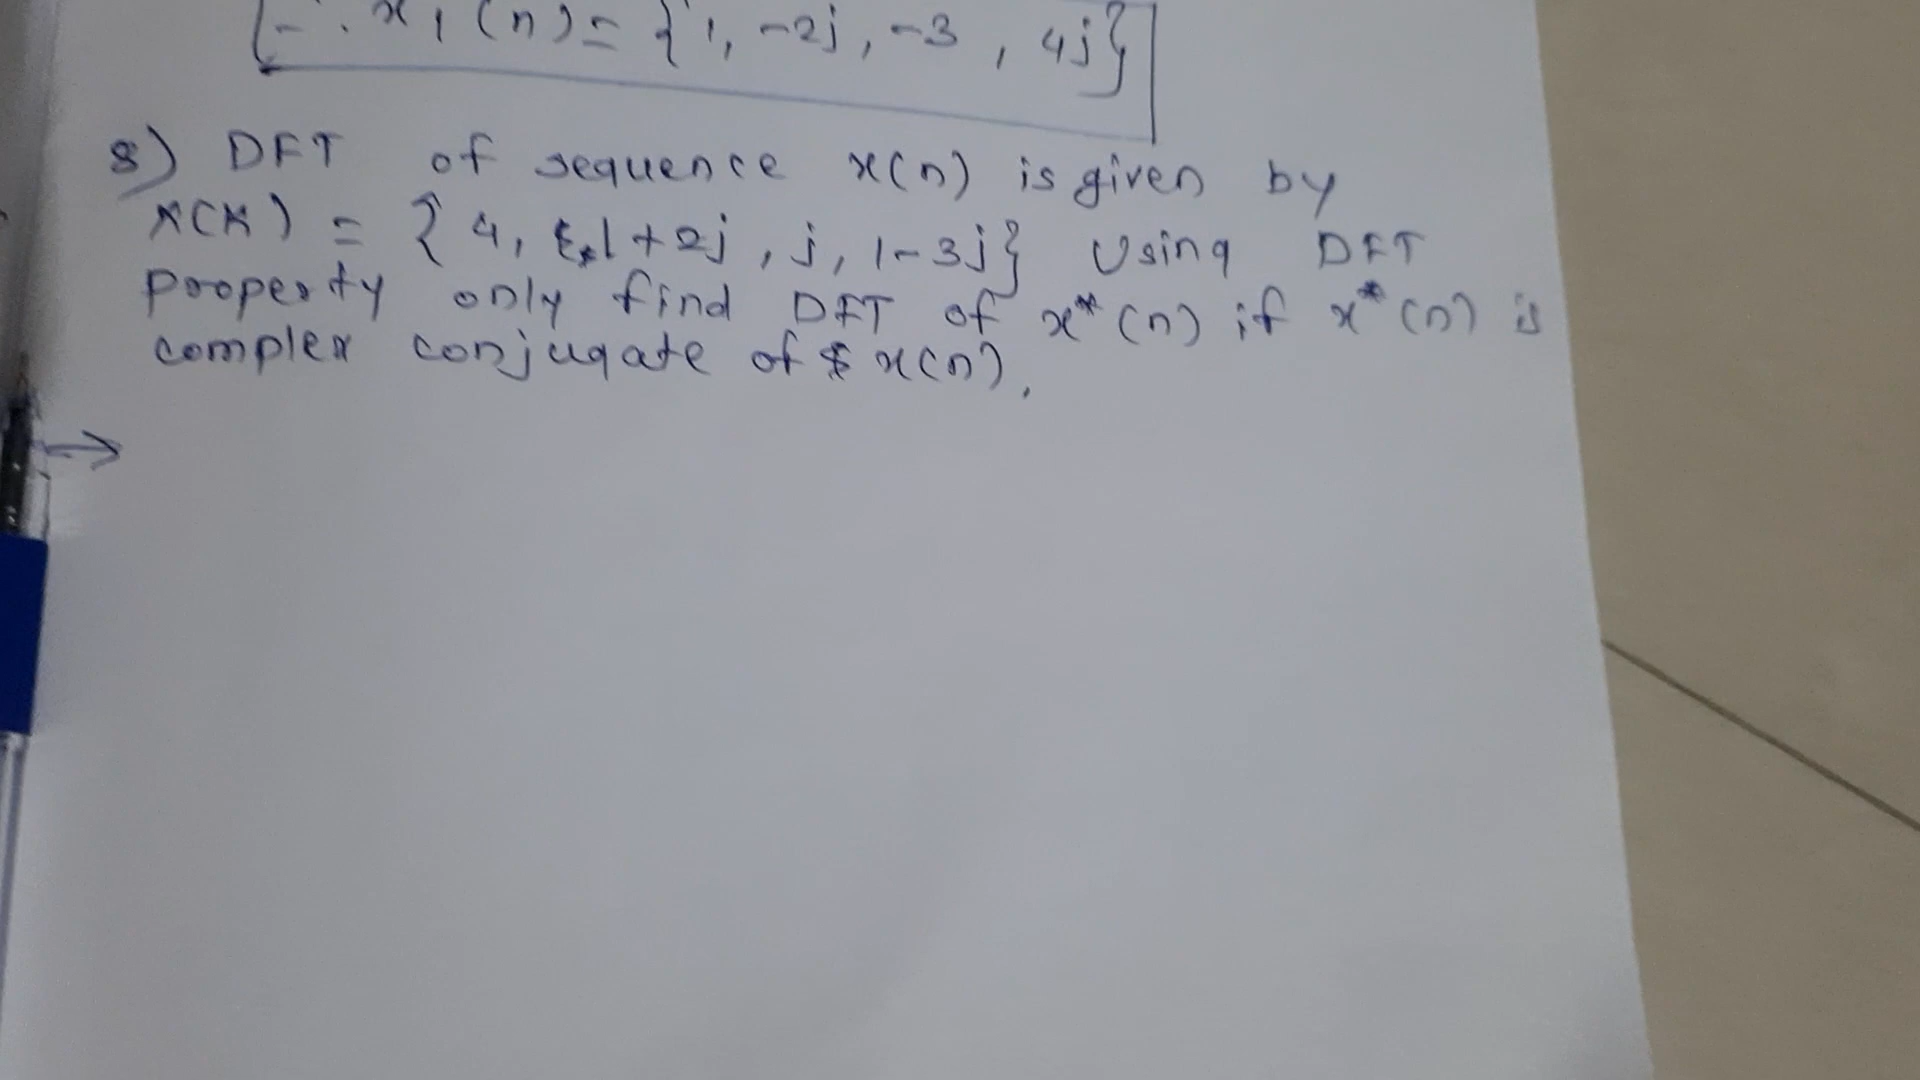 ∴ x1(n) = {1, -2j, -3, 4j}
8) DFT of sequence x(n) is given by
X(K) = {4, 1+2j, j, 1-3j} Using DFT
property only find DFT of x*(n) if x*(n) is
complex conjugate of x(n).
→